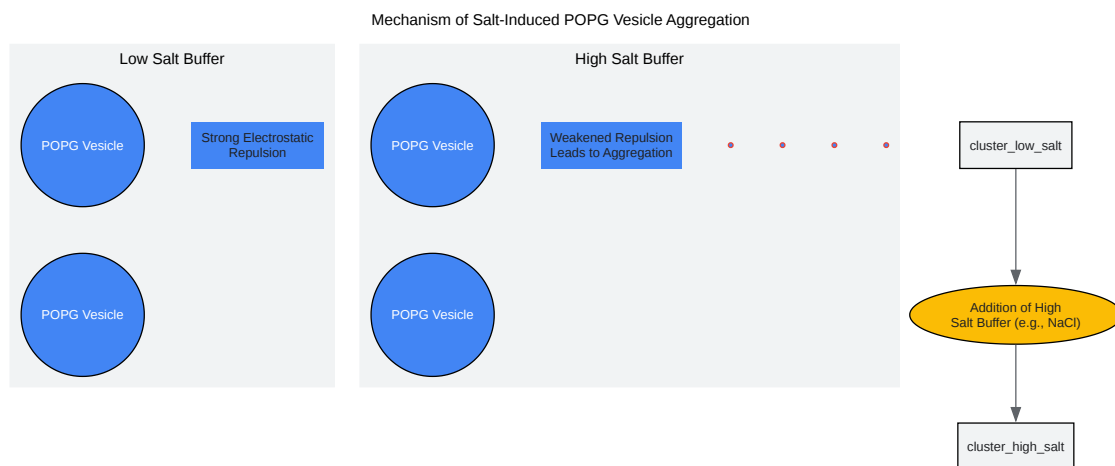 Mechanism of Salt-Induced POPG Vesicle Aggregation
Low Salt Buffer
POPG Vesicle
Strong Electrostatic
Repulsion
POPG Vesicle
High Salt Buffer
POPG Vesicle
Weakened Repulsion
Leads to Aggregation
POPG Vesicle
cluster_low_salt
Addition of High
Salt Buffer (e.g., NaCl)
cluster_high_salt